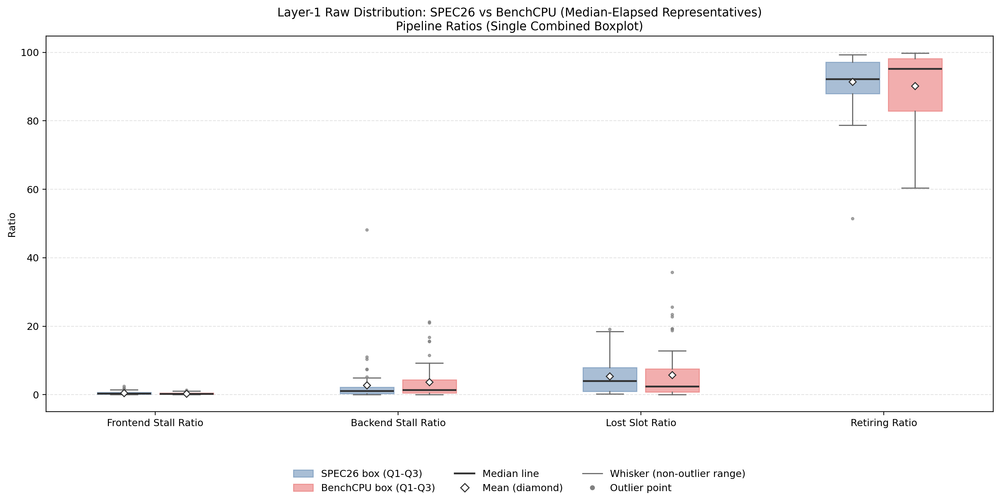 Layer-1 Raw Distribution: SPEC26 vs BenchCPU (Median-Elapsed Representatives)
Pipeline Ratios (Single Combined Boxplot)
Ratio
100
80
60
40
20
0
Frontend Stall Ratio
Backend Stall Ratio
Lost Slot Ratio
Retiring Ratio
SPEC26 box (Q1-Q3)
BenchCPU box (Q1-Q3)
Median line
Mean (diamond)
Whisker (non-outlier range)
Outlier point